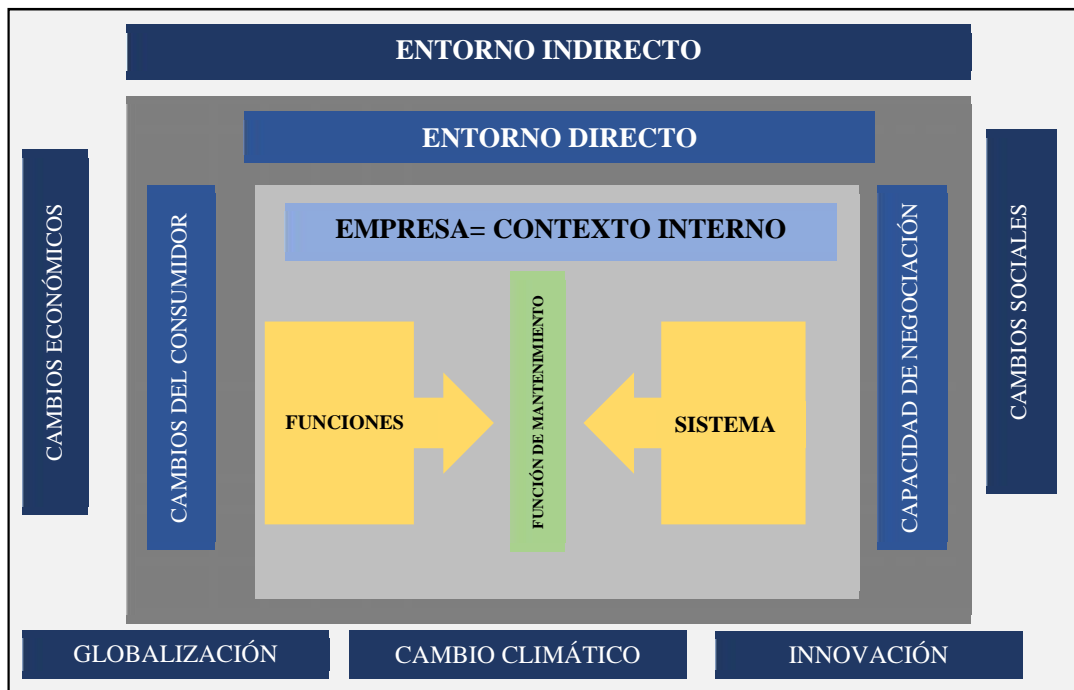 ENTORNO INDIRECTO
ENTORNO DIRECTO
EMPRESA= CONTEXTO INTERNO
CAMBIOS ECONÓMICOS
CAMBIOS DEL CONSUMIDOR
FUNCIONES
FUNCIÓN DE MANTENIMIENTO
SISTEMA
CAPACIDAD DE NEGOCIACIÓN
CAMBIOS SOCIALES
GLOBALIZACIÓN
CAMBIO CLIMÁTICO
INNOVACIÓN